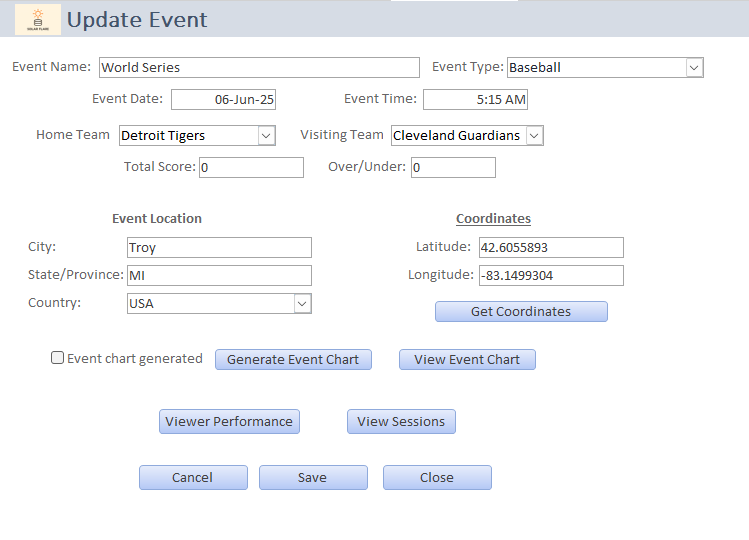 SOLAR FLARE
Update Event
Event Name: World Series Event Type: Baseball
Event Date: 06-Jun-25 Event Time: 5:15 AM
Home Team Detroit Tigers Visiting Team Cleveland Guardians
Total Score: 0 Over/Under: 0
Event Location Coordinates
City: Troy Latitude: 42.6055893
State/Province: MI Longitude: -83.1499304
Country: USA
Get Coordinates
Event chart generated Generate Event Chart View Event Chart
Viewer Performance View Sessions
Cancel Save Close